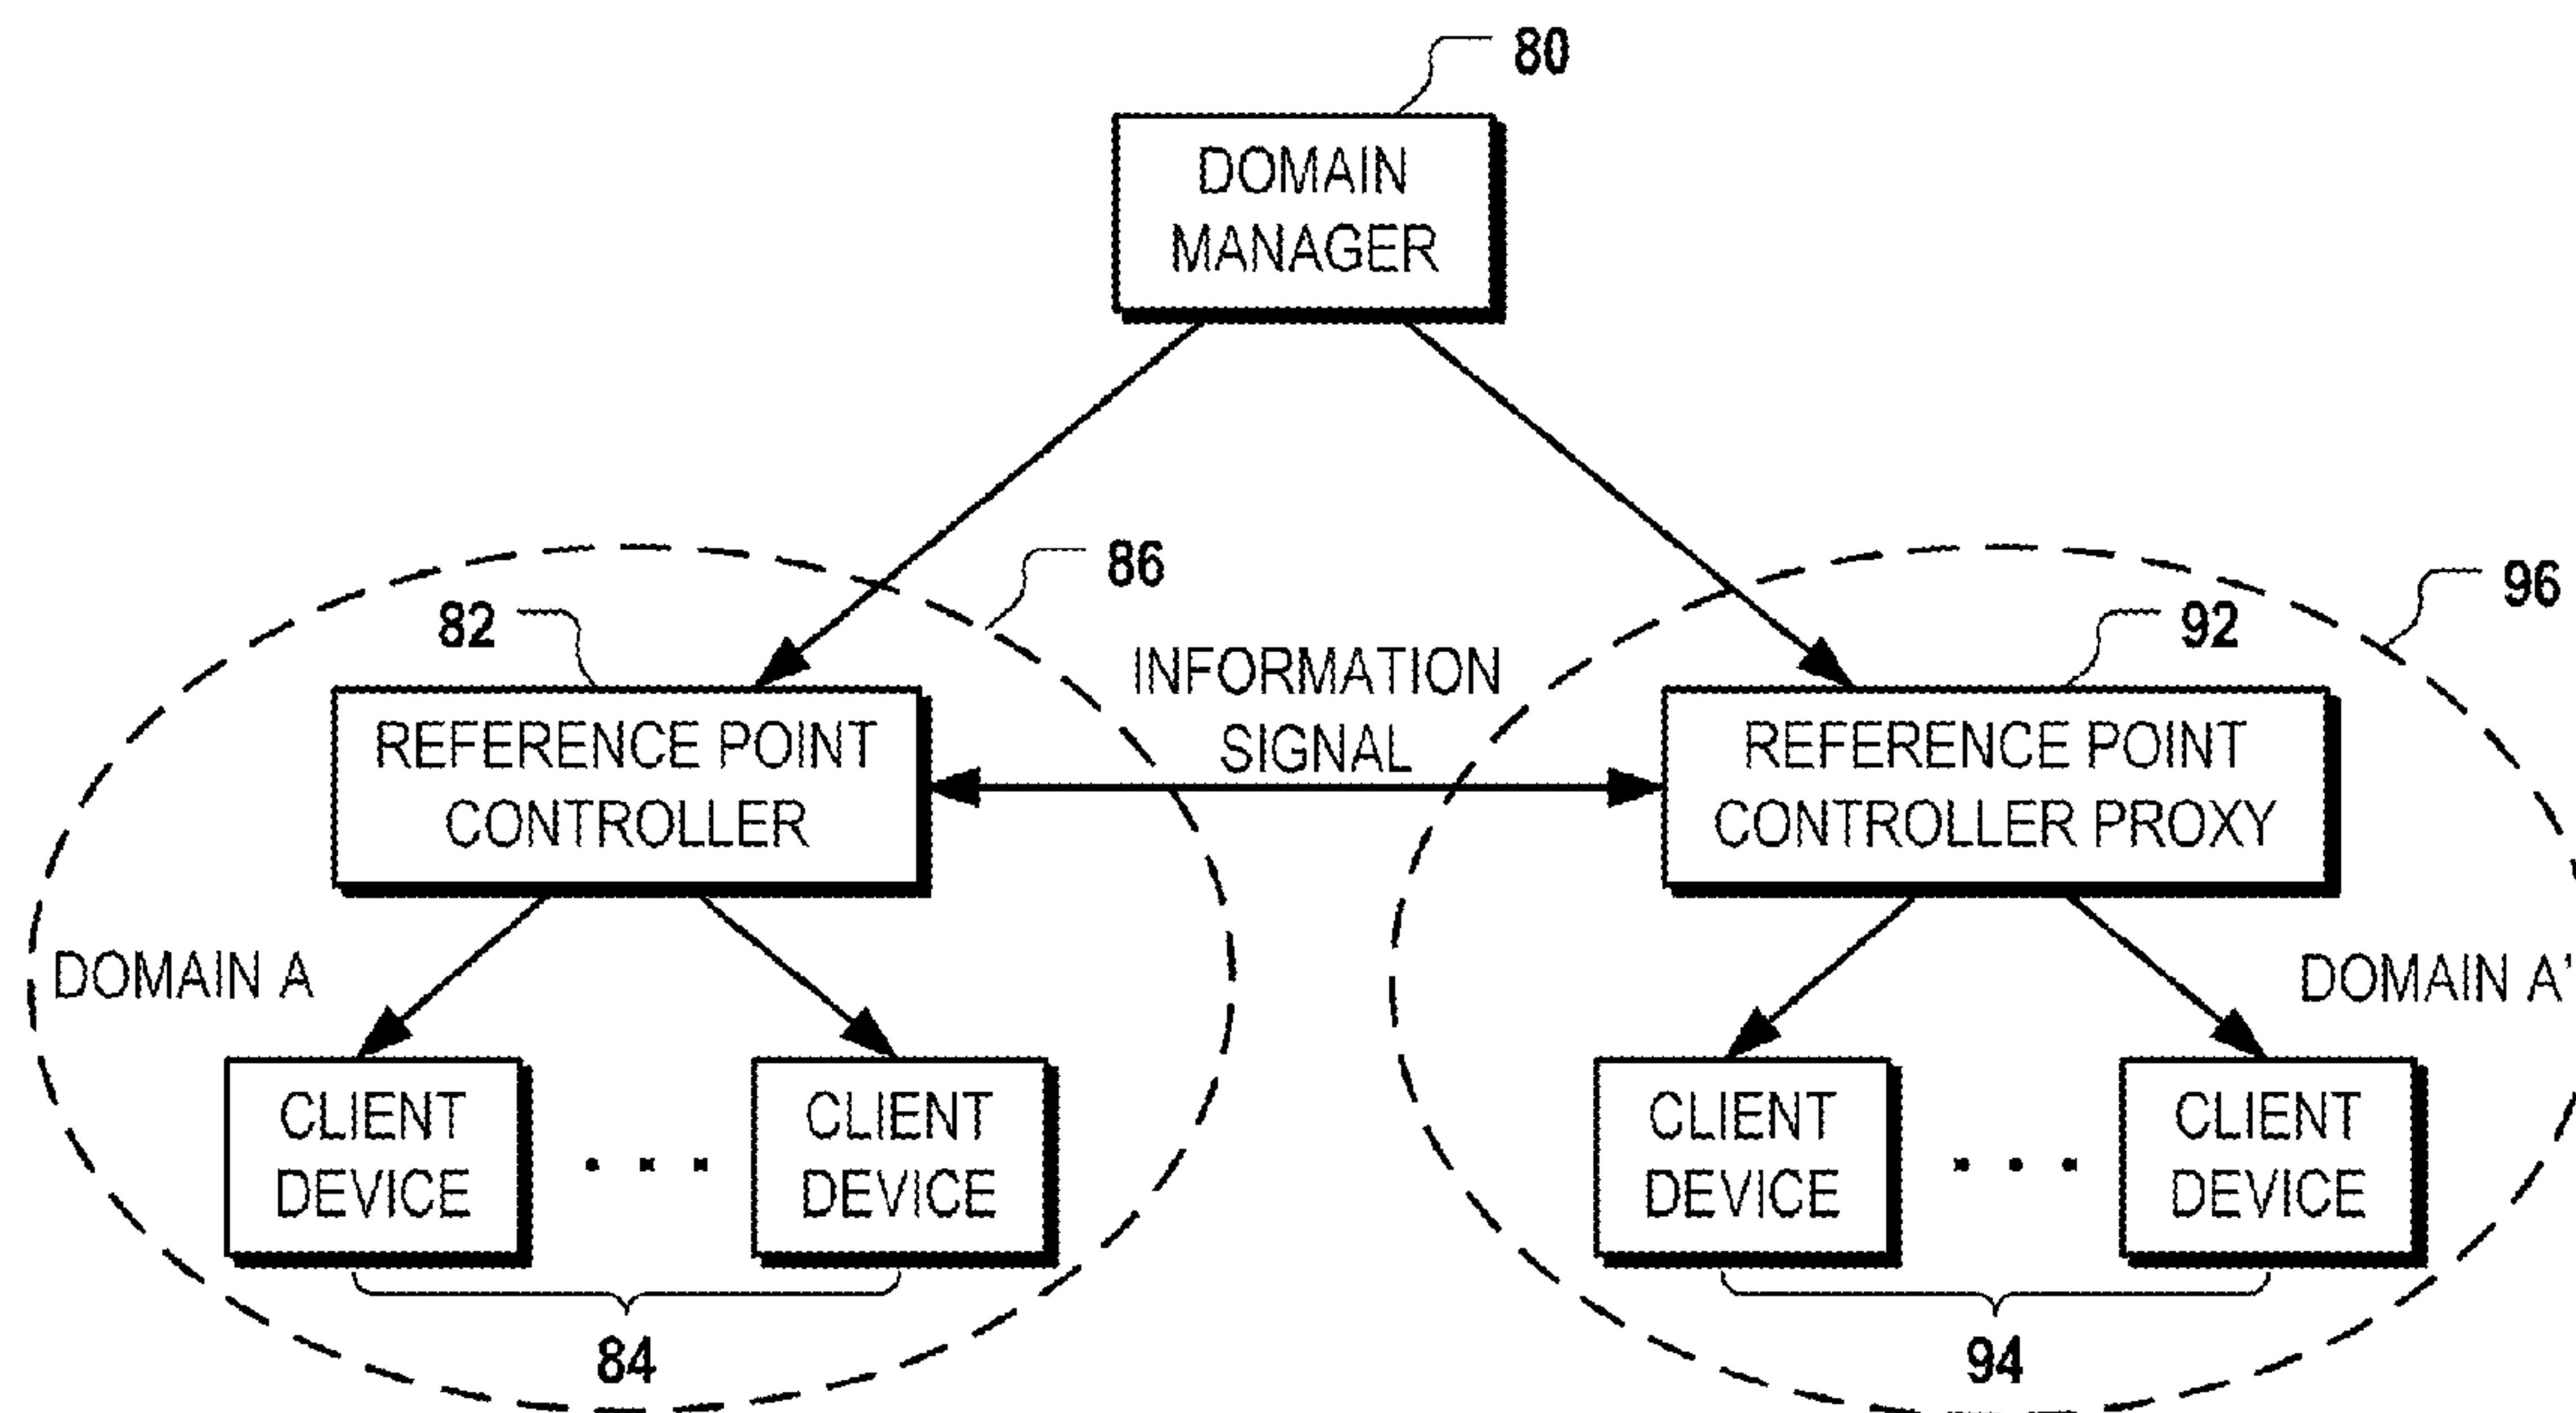 80
DOMAIN
MANAGER
86
96
82
92
INFORMATION
SIGNAL
REFERENCE POINT
CONTROLLER
REFERENCE POINT
CONTROLLER PROXY
DOMAIN A
DOMAIN A'
CLIENT
DEVICE
. . .
CLIENT
DEVICE
CLIENT
DEVICE
. . .
CLIENT
DEVICE
84
94